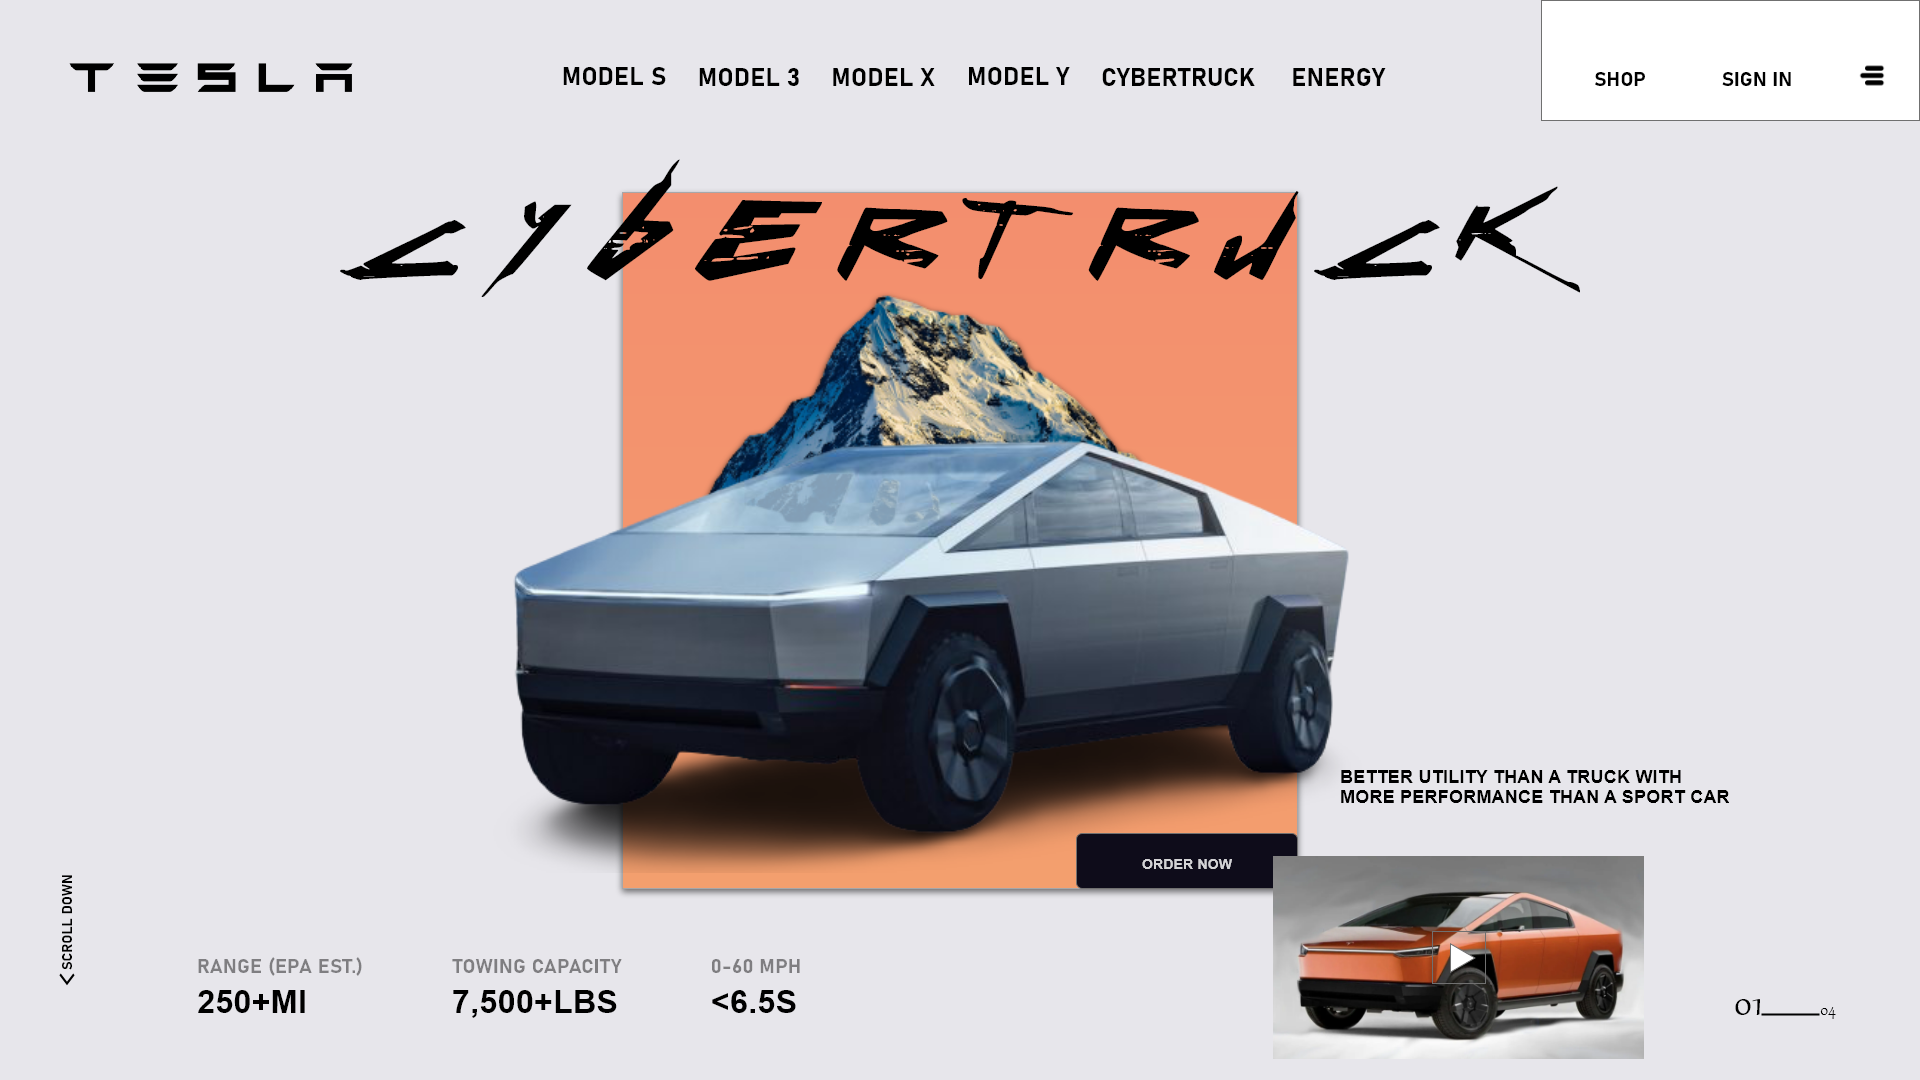 TESLA
MODEL S MODEL 3 MODEL X MODEL Y CYBERTRUCK ENERGY
SHOP SIGN IN
CYbERTRUCK
BETTER UTILITY THAN A TRUCK WITH
MORE PERFORMANCE THAN A SPORT CAR
ORDER NOW
SCROLL DOWN
RANGE (EPA EST.)
250+MI
TOWING CAPACITY
7,500+LBS
0-60 MPH
<6.5S
01 04